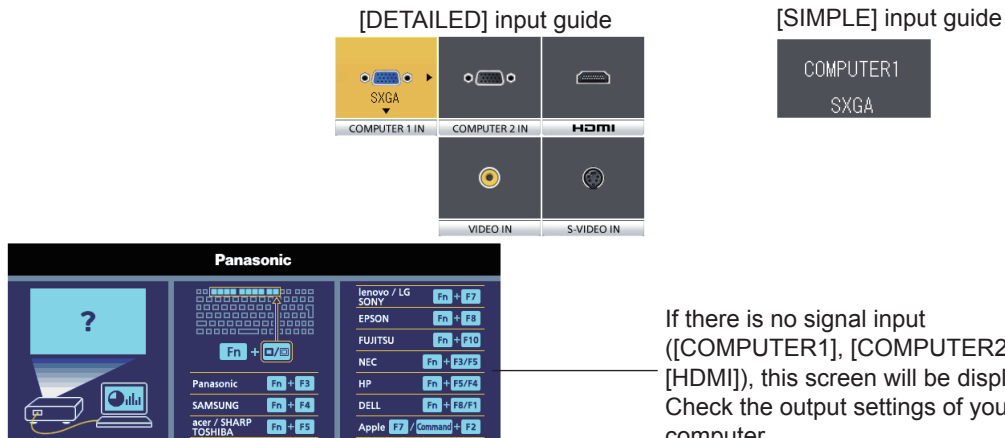 [DETAILED] input guide
[SIMPLE] input guide
SXGA
COMPUTER 1 IN
COMPUTER 2 IN
HDMI
VIDEO IN
S-VIDEO IN
COMPUTER1
SXGA
Panasonic
?
Fn +
Panasonic Fn + F3
SAMSUNG Fn + F4
acer / SHARP
TOSHIBA Fn + F5
lenovo / LG
SONY Fn + F7
EPSON Fn + F8
FUJITSU Fn + F10
NEC Fn + F3/F5
HP Fn + F5/F4
DELL Fn + F8/F1
Apple F7 / Command + F2
If there is no signal input
([COMPUTER1], [COMPUTER2
[HDMI]), this screen will be displ
Check the output settings of you
computer